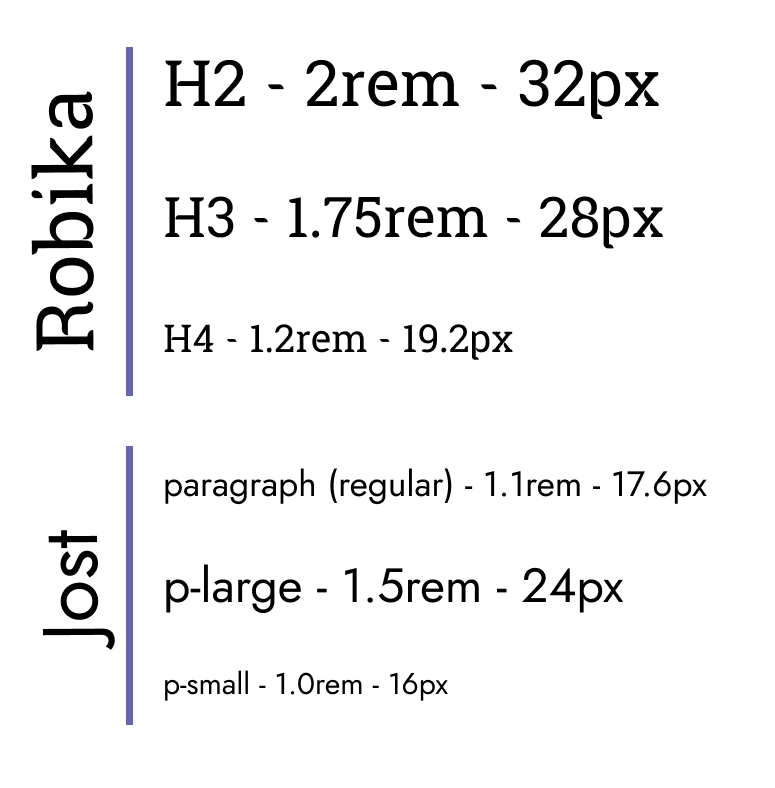 Robika
H2 - 2rem - 32px
H3 - 1.75rem - 28px
H4 - 1.2rem - 19.2px
Jost
paragraph (regular) - 1.1rem - 17.6px
p-large - 1.5rem - 24px
p-small - 1.0rem - 16px